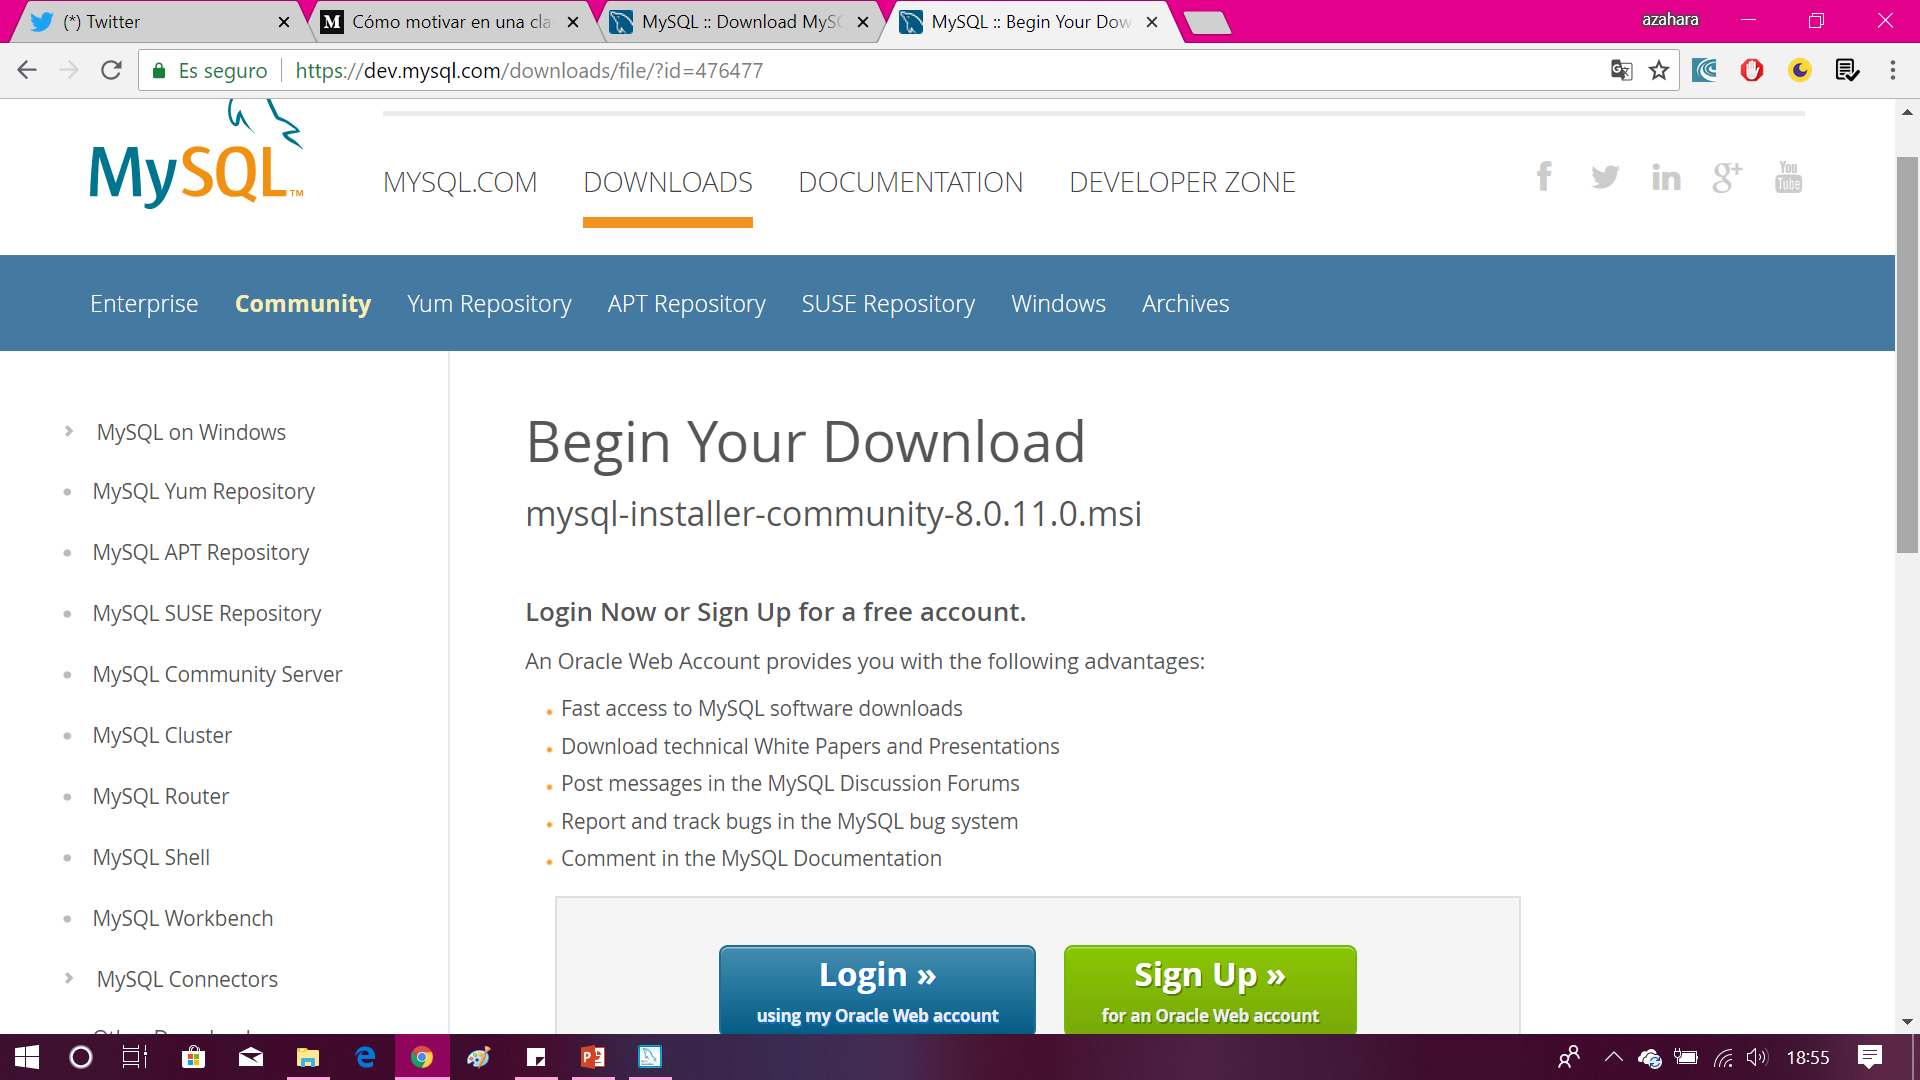 (*) Twitter
Cómo motivar en una cla
MySQL :: Download MySQ
MySQL :: Begin Your Dow
azahara
Es seguro
https://dev.mysql.com/downloads/file/?id=476477
MySQL™
MYSQL.COM
DOWNLOADS
DOCUMENTATION
DEVELOPER ZONE
You Tube
Enterprise
Community
Yum Repository
APT Repository
SUSE Repository
Windows
Archives
MySQL on Windows
MySQL Yum Repository
MySQL APT Repository
MySQL SUSE Repository
MySQL Community Server
MySQL Cluster
MySQL Router
MySQL Shell
MySQL Workbench
MySQL Connectors
Begin Your Download
mysql-installer-community-8.0.11.0.msi
Login Now or Sign Up for a free account.
An Oracle Web Account provides you with the following advantages:
Fast access to MySQL software downloads
Download technical White Papers and Presentations
Post messages in the MySQL Discussion Forums
Report and track bugs in the MySQL bug system
Comment in the MySQL Documentation
Login »
using my Oracle Web account
Sign Up »
for an Oracle Web account
18:55